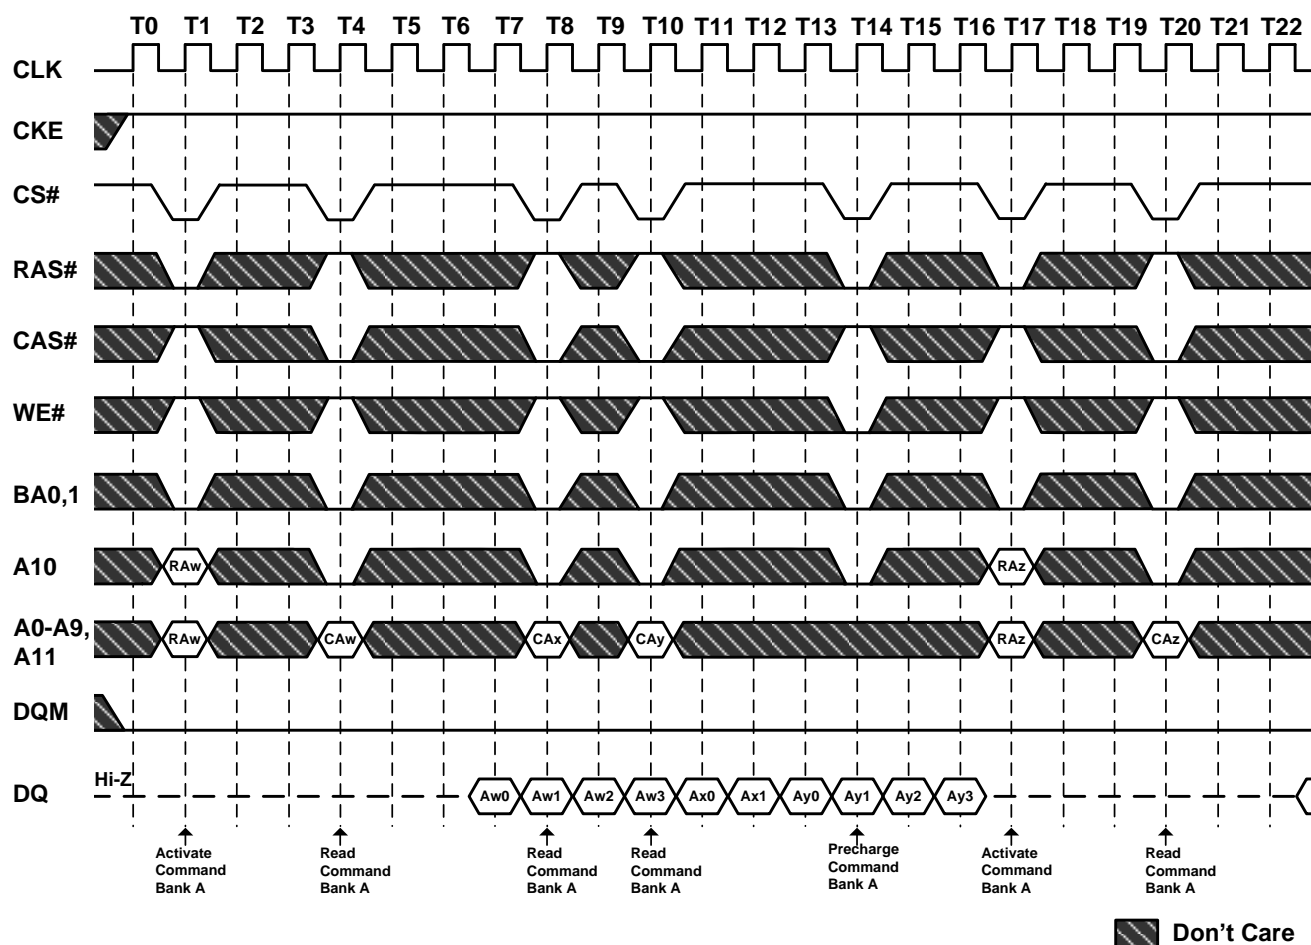 T0 T1 T2 T3 T4 T5 T6 T7 T8 T9 T10 T11 T12 T13 T14 T15 T16 T17 T18 T19 T20 T21 T22
CLK
CKE
CS#
RAS#
CAS#
WE#
BA0,1
A10
RAw RAz
A0-A9,
A11
RAw CAw CAx CAy RAz CAz
DQM
Hi-Z
DQ
Aw0 Aw1 Aw2 Aw3 Ax0 Ax1 Ay0 Ay1 Ay2 Ay3
Activate
Command
Bank A
Read
Command
Bank A
Read
Command
Bank A
Read
Command
Bank A
Precharge
Command
Bank A
Activate
Command
Bank A
Read
Command
Bank A
Don't Care